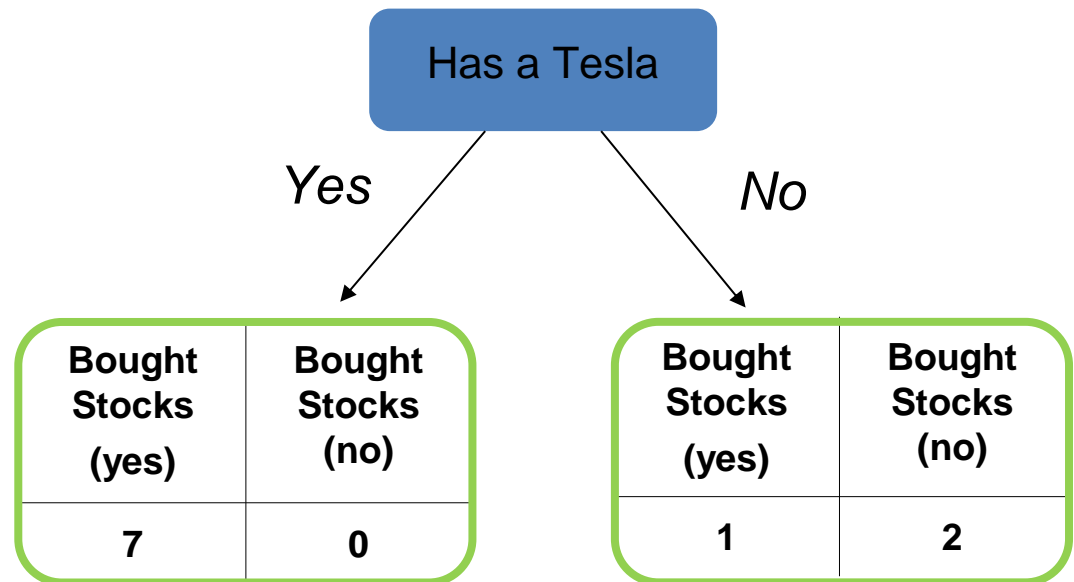 Has a Tesla
Yes
No
Bought
Stocks
(yes)
Bought
Stocks
(no)
7
0
Bought
Stocks
(yes)
Bought
Stocks
(no)
1
2